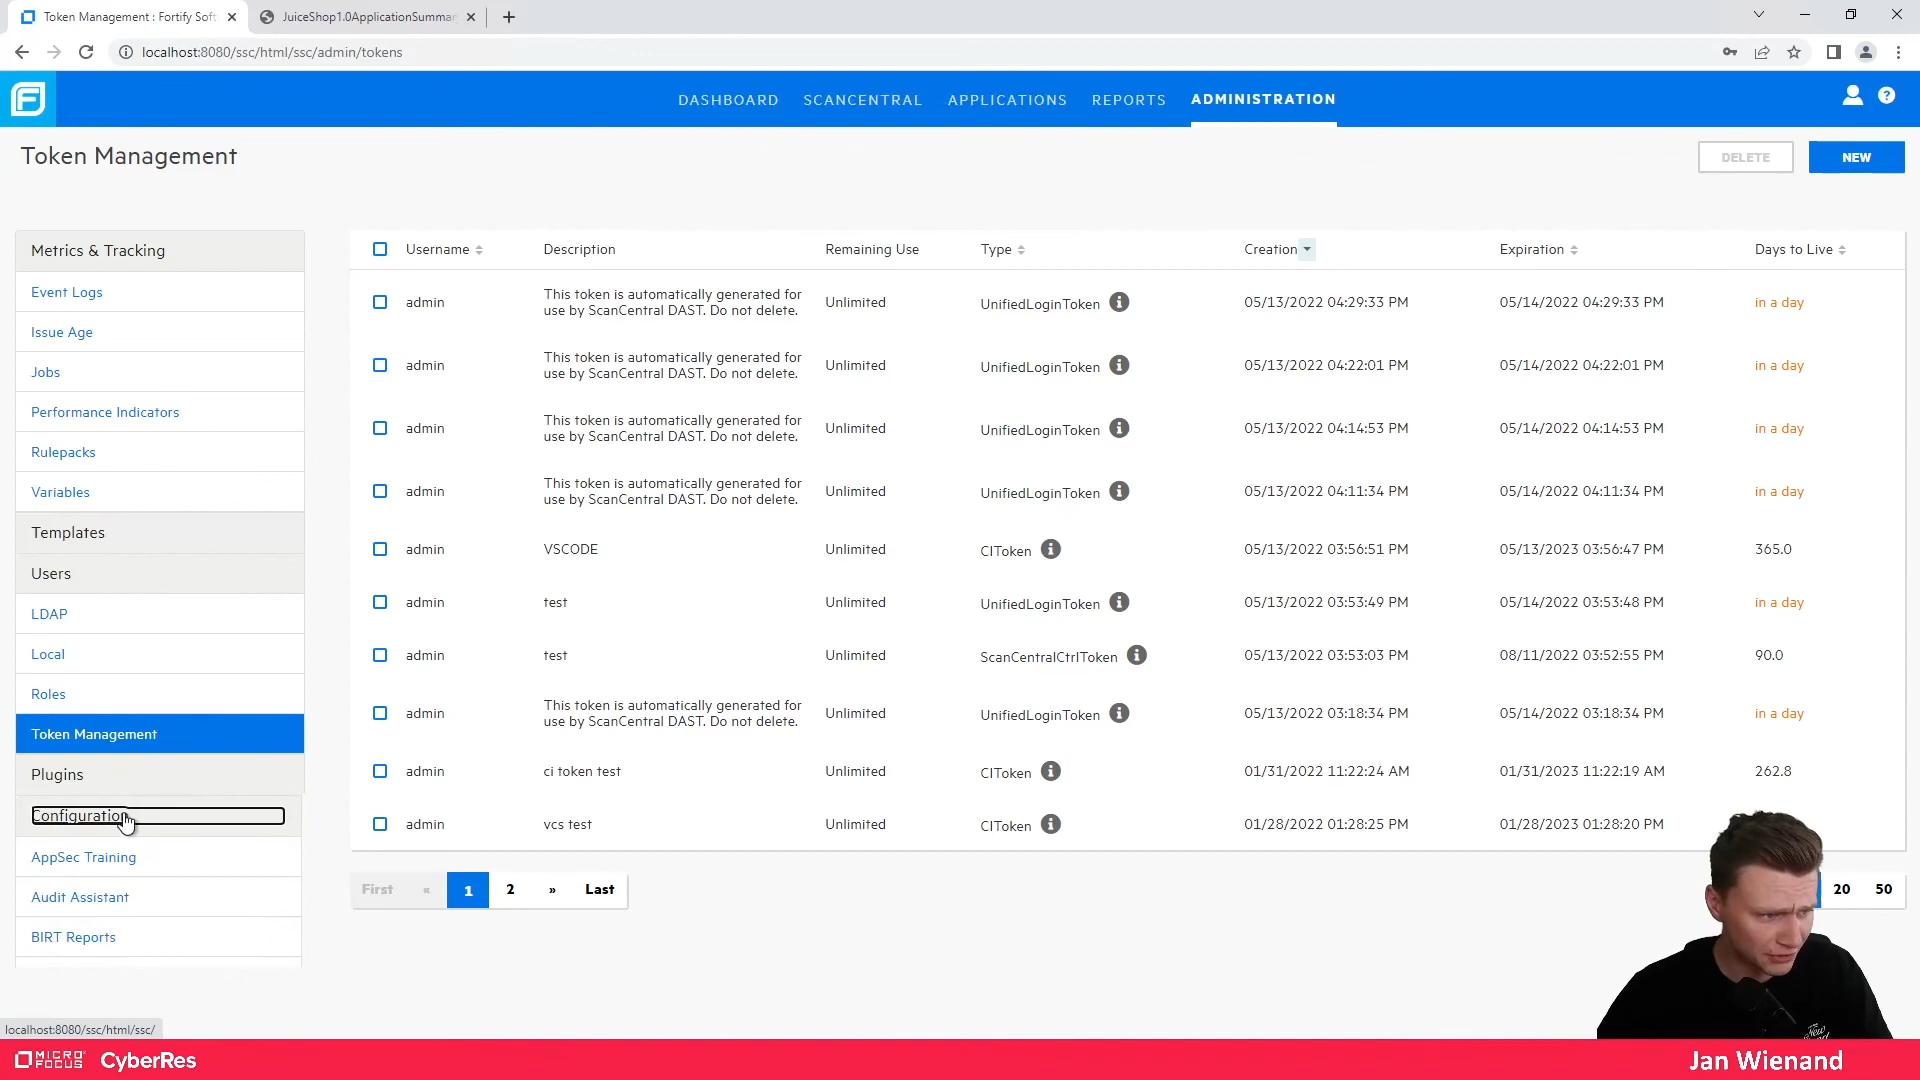 Token Management : Fortify Soft
JuiceShop1.0ApplicationSummar
localhost:8080/ssc/html/ssc/admin/tokens
DASHBOARD SCANCENTRAL APPLICATIONS REPORTS ADMINISTRATION
Token Management
DELETE NEW
Metrics & Tracking
Event Logs
Issue Age
Jobs
Performance Indicators
Rulepacks
Variables
Templates
Users
LDAP
Local
Roles
Token Management
Plugins
Configuration
AppSec Training
Audit Assistant
BIRT Reports
Username Description Remaining Use Type Creation Expiration Days to Live
admin This token is automatically generated for use by ScanCentral DAST. Do not delete. Unlimited UnifiedLoginToken 05/13/2022 04:29:33 PM 05/14/2022 04:29:33 PM in a day
admin This token is automatically generated for use by ScanCentral DAST. Do not delete. Unlimited UnifiedLoginToken 05/13/2022 04:22:01 PM 05/14/2022 04:22:01 PM in a day
admin This token is automatically generated for use by ScanCentral DAST. Do not delete. Unlimited UnifiedLoginToken 05/13/2022 04:14:53 PM 05/14/2022 04:14:53 PM in a day
admin This token is automatically generated for use by ScanCentral DAST. Do not delete. Unlimited UnifiedLoginToken 05/13/2022 04:11:34 PM 05/14/2022 04:11:34 PM in a day
admin VSCODE Unlimited CIToken 05/13/2022 03:56:51 PM 05/13/2023 03:56:47 PM 365.0
admin test Unlimited UnifiedLoginToken 05/13/2022 03:53:49 PM 05/14/2022 03:53:48 PM in a day
admin test Unlimited ScanCentralCtrlToken 05/13/2022 03:53:03 PM 08/11/2022 03:52:55 PM 90.0
admin This token is automatically generated for use by ScanCentral DAST. Do not delete. Unlimited UnifiedLoginToken 05/13/2022 03:18:34 PM 05/14/2022 03:18:34 PM in a day
admin ci token test Unlimited CIToken 01/31/2022 11:22:24 AM 01/31/2023 11:22:19 AM 262.8
admin vcs test Unlimited CIToken 01/28/2022 01:28:25 PM 01/28/2023 01:28:20 PM
First « 1 2 » Last
20 50
localhost:8080/ssc/html/ssc/
MICRO FOCUS CyberRes
Jan Wienand